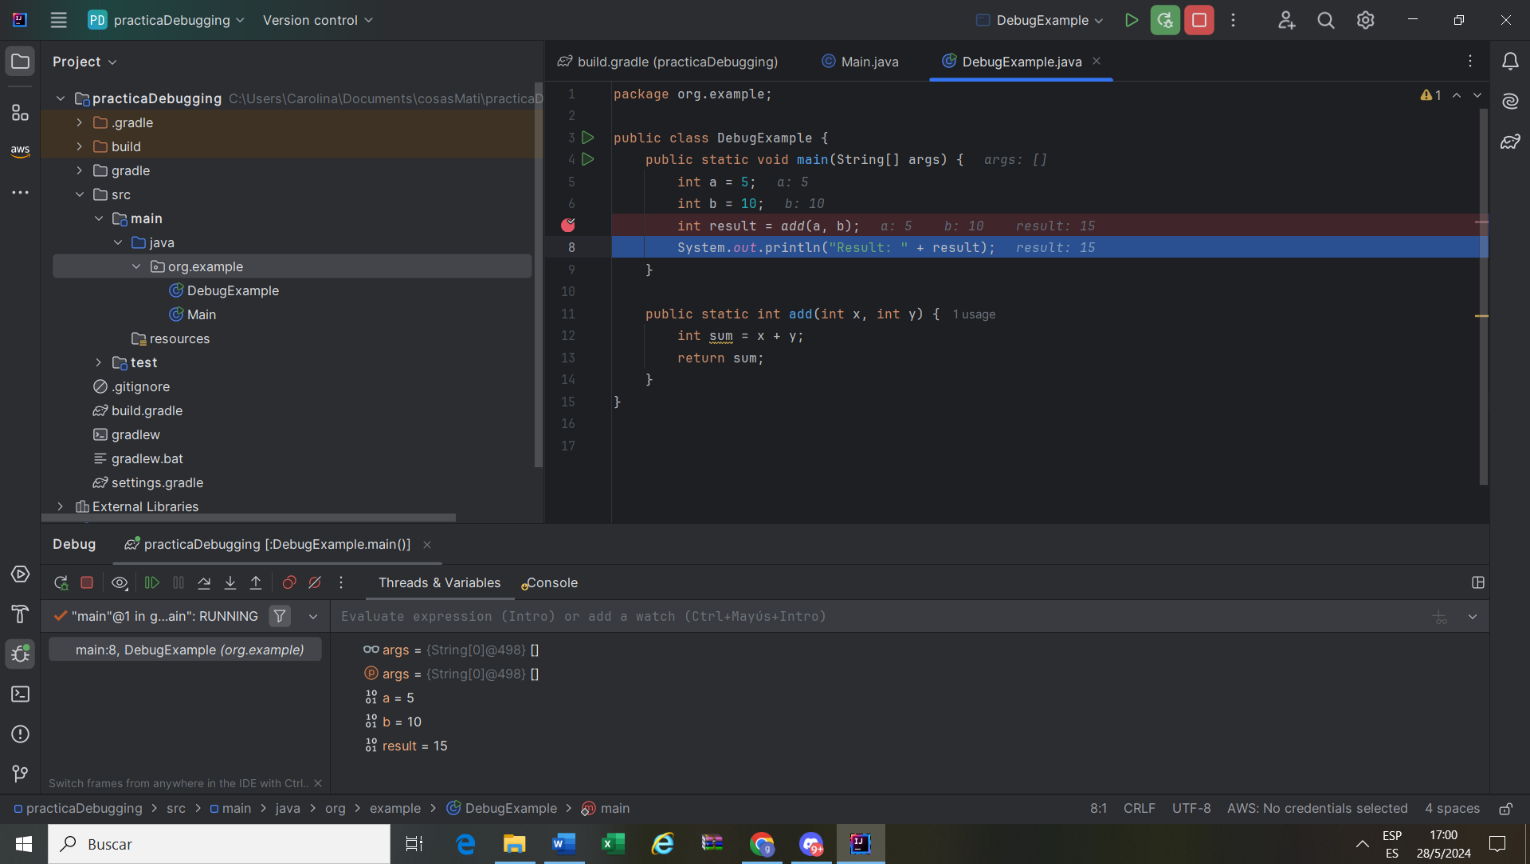 PD practicaDebugging Version control DebugExample
Project
build.gradle (practicaDebugging) Main.java DebugExample.java
practicaDebugging C:\Users\Carolina\Documents\cosasMati\practicaD
.gradle
build
gradle
src
main
java
org.example
DebugExample
Main
resources
test
.gitignore
build.gradle
gradlew
gradlew.bat
settings.gradle
External Libraries
aws
1 package org.example;
1
2
3 public class DebugExample {
4 public static void main(String[] args) { args: []
5 int a = 5; a: 5
6 int b = 10; b: 10
int result = add(a, b); a: 5 b: 10 result: 15
8 System.out.println("Result: " + result); result: 15
9 }
10
11 public static int add(int x, int y) { 1 usage
12 int sum = x + y;
13 return sum;
14 }
15 }
16
17
Debug practicaDebugging [:DebugExample.main()]
Threads & Variables Console
"main"@1 in g...ain": RUNNING
Evaluate expression (Intro) or add a watch (Ctrl+Mayús+Intro)
main:8, DebugExample (org.example)
args = {String[0]@498} []
args = {String[0]@498} []
a = 5
b = 10
result = 15
Switch frames from anywhere in the IDE with Ctrl..
practicaDebugging > src > main > java > org > example > DebugExample > main
8:1 CRLF UTF-8 AWS: No credentials selected 4 spaces
Buscar
9+
ESP
ES
17:00
28/5/2024